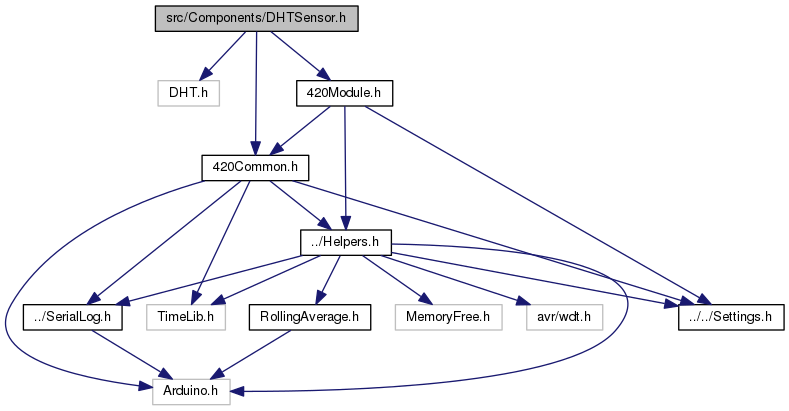 src/Components/DHTSensor.h
DHT.h
420Module.h
420Common.h
../Helpers.h
../SerialLog.h
TimeLib.h
RollingAverage.h
MemoryFree.h
avr/wdt.h
../../Settings.h
Arduino.h